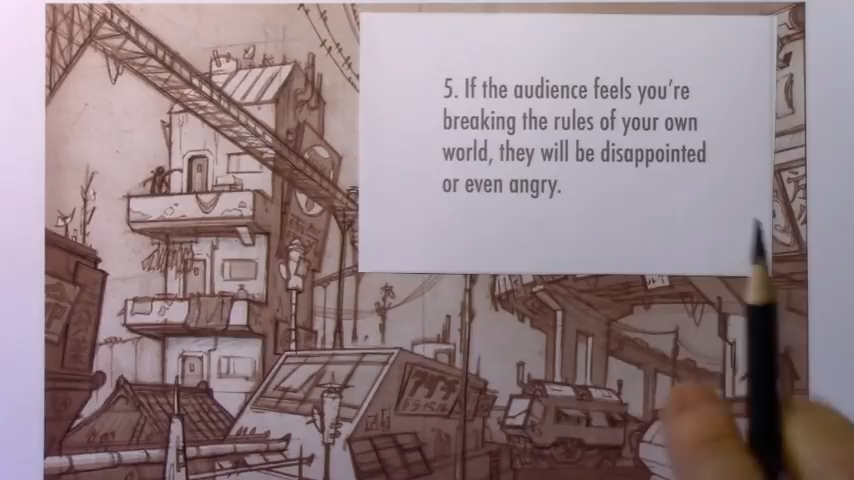 5. If the audience feels you're
breaking the rules of your own
world, they will be disappointed
or even angry.